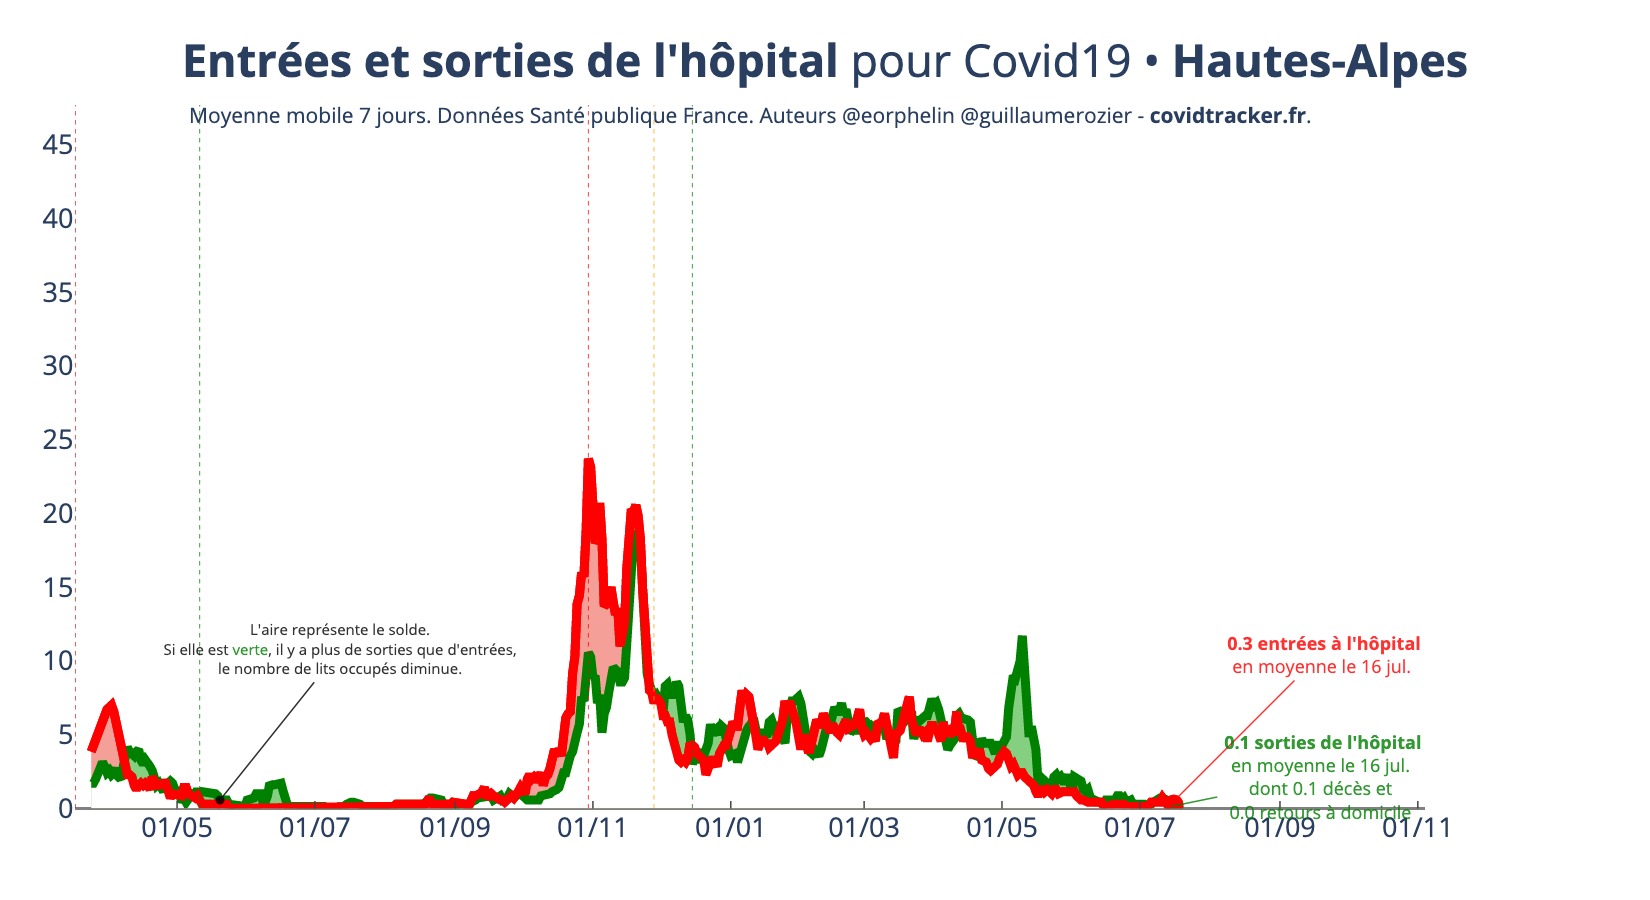 Entrées et sorties de l'hôpital pour Covid19 • Hautes-Alpes
Moyenne mobile 7 jours. Données Santé publique France. Auteurs @eorphelin @guillaumerozier - covidtracker.fr.
45
40
35
30
25
20
15
10
5
0
L'aire représente le solde.
Si elle est verte, il y a plus de sorties que d'entrées,
le nombre de lits occupés diminue.
0.3 entrées à l'hôpital
en moyenne le 16 jul.
0.1 sorties de l'hôpital
en moyenne le 16 jul.
dont 0.1 décès et
0.0 retours à domicile
01/05 01/07 01/09 01/11 01/01 01/03 01/05 01/07 01/09 01/11